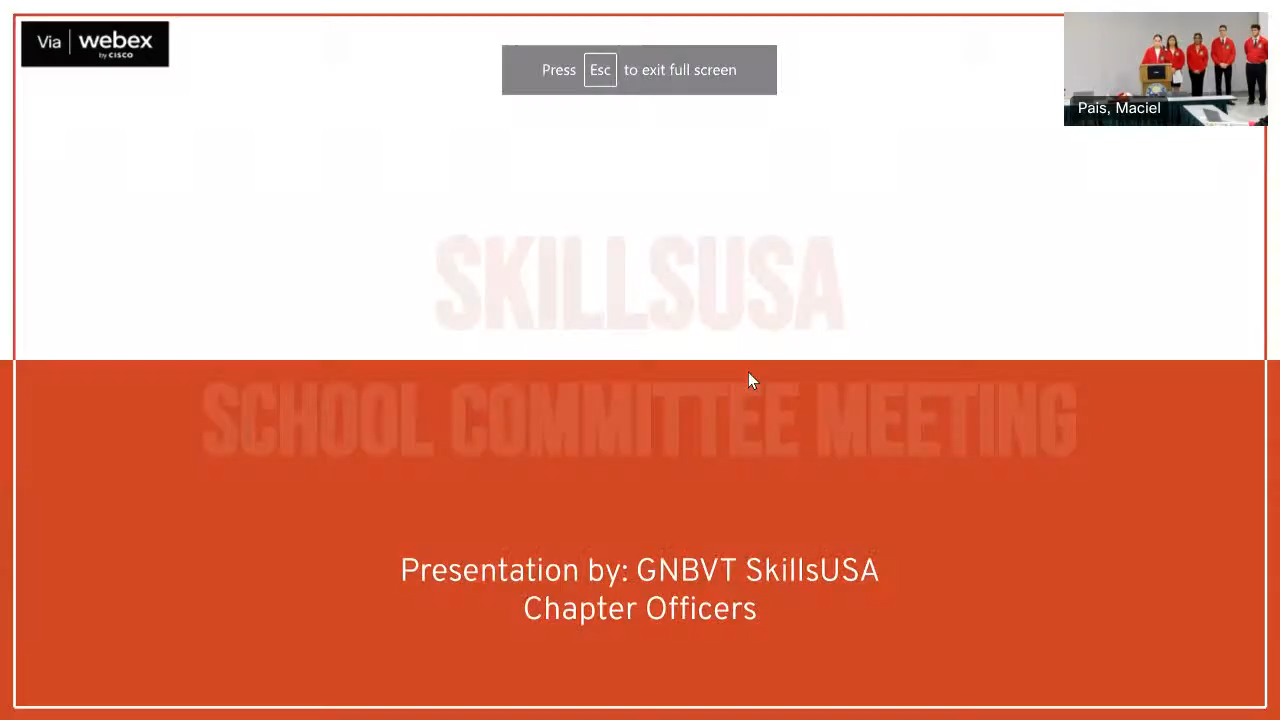 Via webex
by CISCO
Press Esc to exit full screen
Pais, Maciel
SKILLSUSA
SCHOOL COMMITTEE MEETING
Presentation by: GNBVT SkillsUSA
Chapter Officers